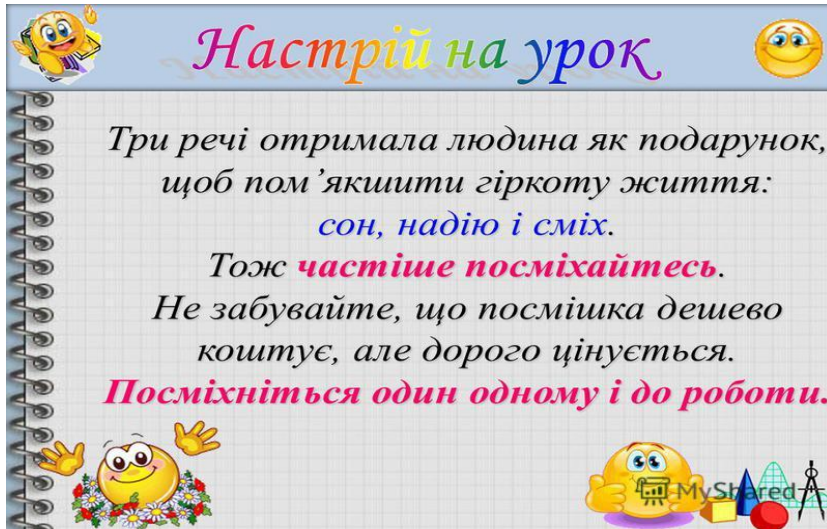 Настрій на урок
Три речі отримала людина як подарунок,
щоб пом’якшити гіркоту життя:
сон, надію і сміх.
Тож частіше посміхайтесь.
Не забувайте, що посмішка дешево
коштує, але дорого цінується.
Посміхніться один одному і до роботи.
MyShared